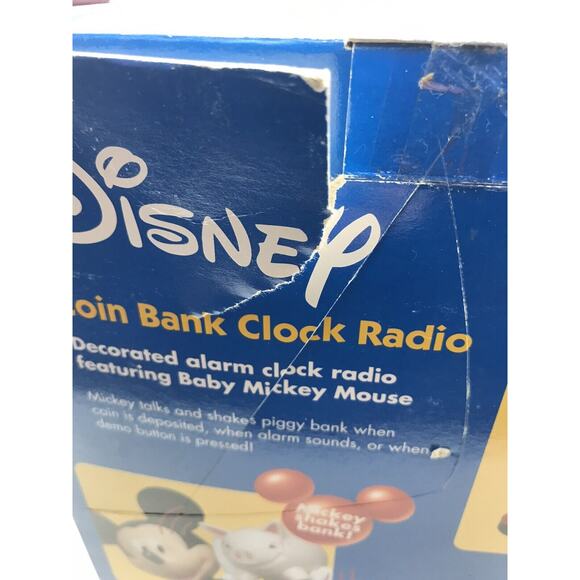 Disney
Coin Bank Clock Radio
Decorated alarm clock radio
featuring Baby Mickey Mouse
Mickey talks and shakes piggy bank when
coin is deposited, when alarm sounds, or when
demo button is pressed!
Mickey
shakes
bank!